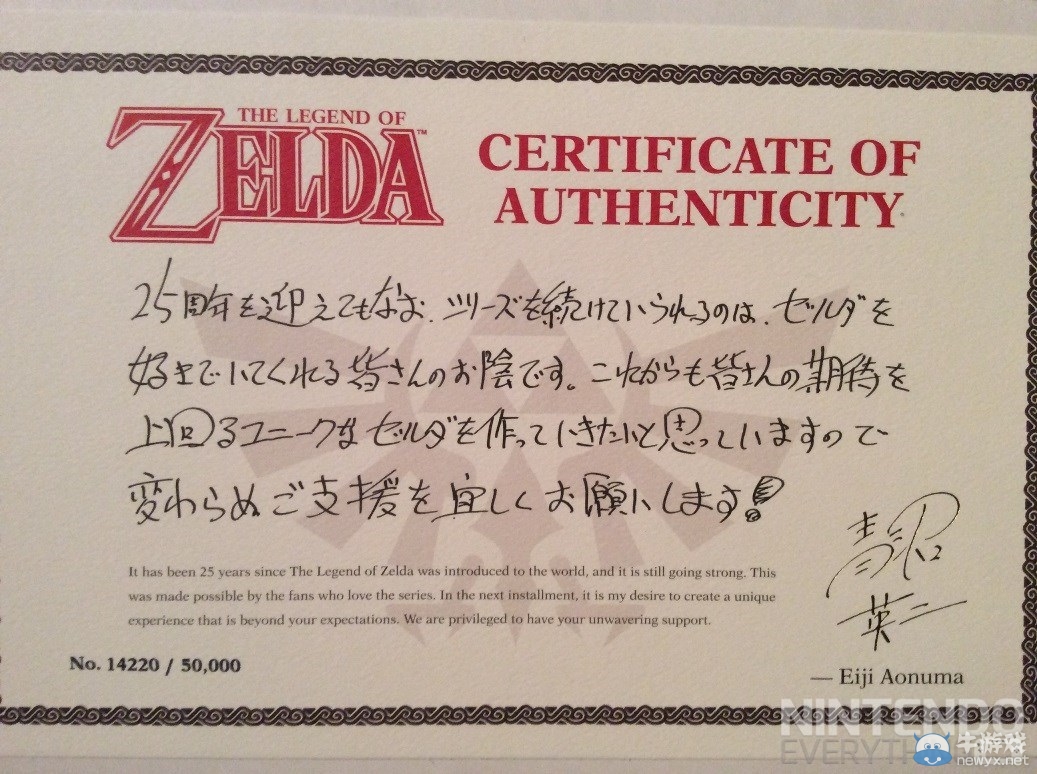 THE LEGEND OF
ZELDA™
CERTIFICATE OF
AUTHENTICITY
25周年を迎えてもなお、シリーズを続けていられるのは、ゼルダを
好きでいてくれる皆さんのお陰です。これからも皆さんの期待を
上回るユニークなゼルダを作っていきたいと思っていますので
変わらぬご支援を宜しくお願いします!
青沼
英二
It has been 25 years since The Legend of Zelda was introduced to the world, and it is still going strong. This
was made possible by the fans who love the series. In the next installment, it is my desire to create a unique
experience that is beyond your expectations. We are privileged to have your unwavering support.
No. 14220 / 50,000
— Eiji Aonuma
NINTENDO
牛游戏
newyx.net